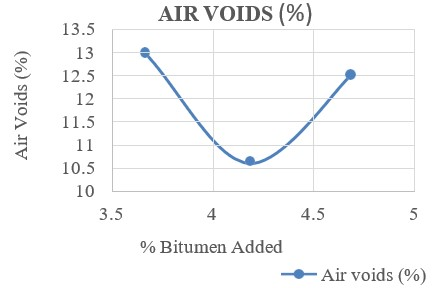 AIR VOIDS (%)
13.5
13
12.5
12
11.5
11
10.5
10
Air Voids (%)
3.5 4 4.5 5
% Bitumen Added
Air voids (%)